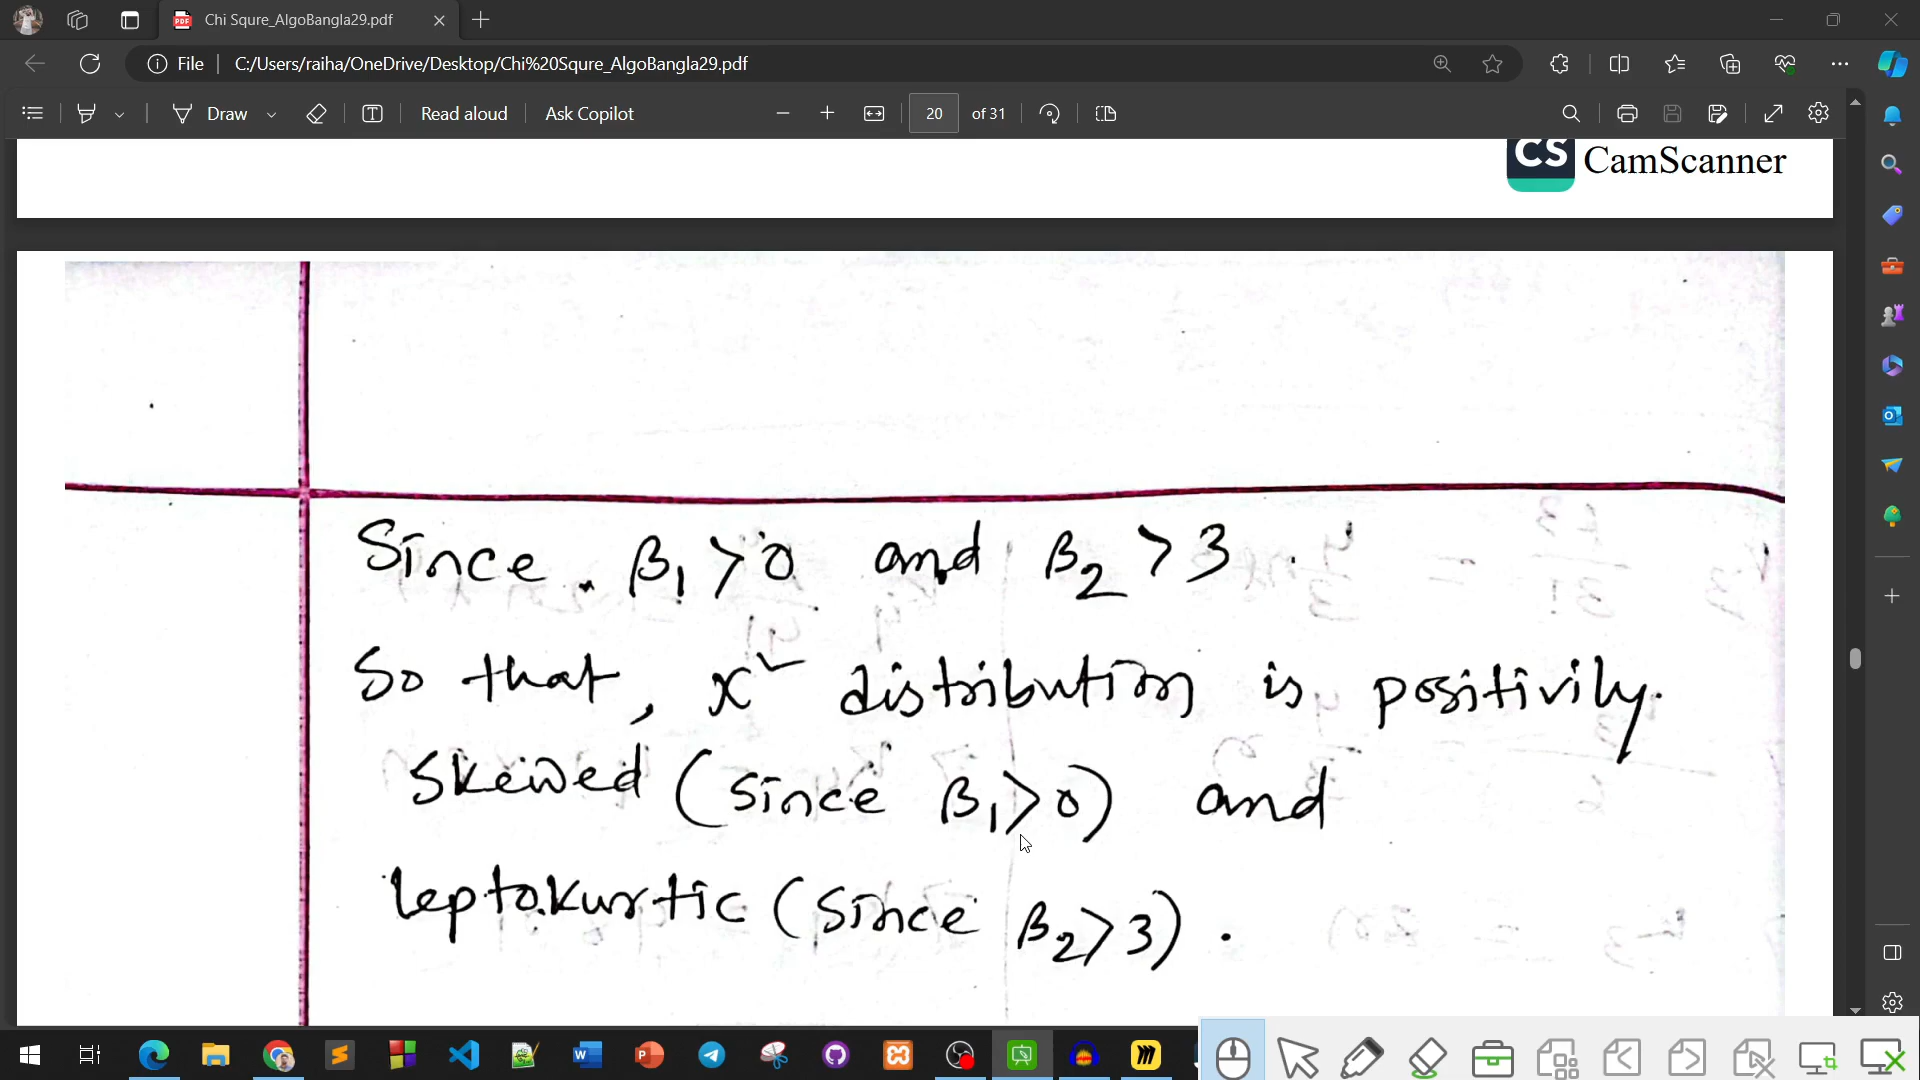 Chi Squre_AlgoBangla29.pdf
File
C:/Users/raiha/OneDrive/Desktop/Chi%20Squre_AlgoBangla29.pdf
Draw
Read aloud
Ask Copilot
20 of 31
CS CamScanner
Since. β₁ > 0 and β₂ > 3.
So that, x² distribution is positivily.
skewed (since β₁ > 0) and
leptokurtic (since β₂ > 3).